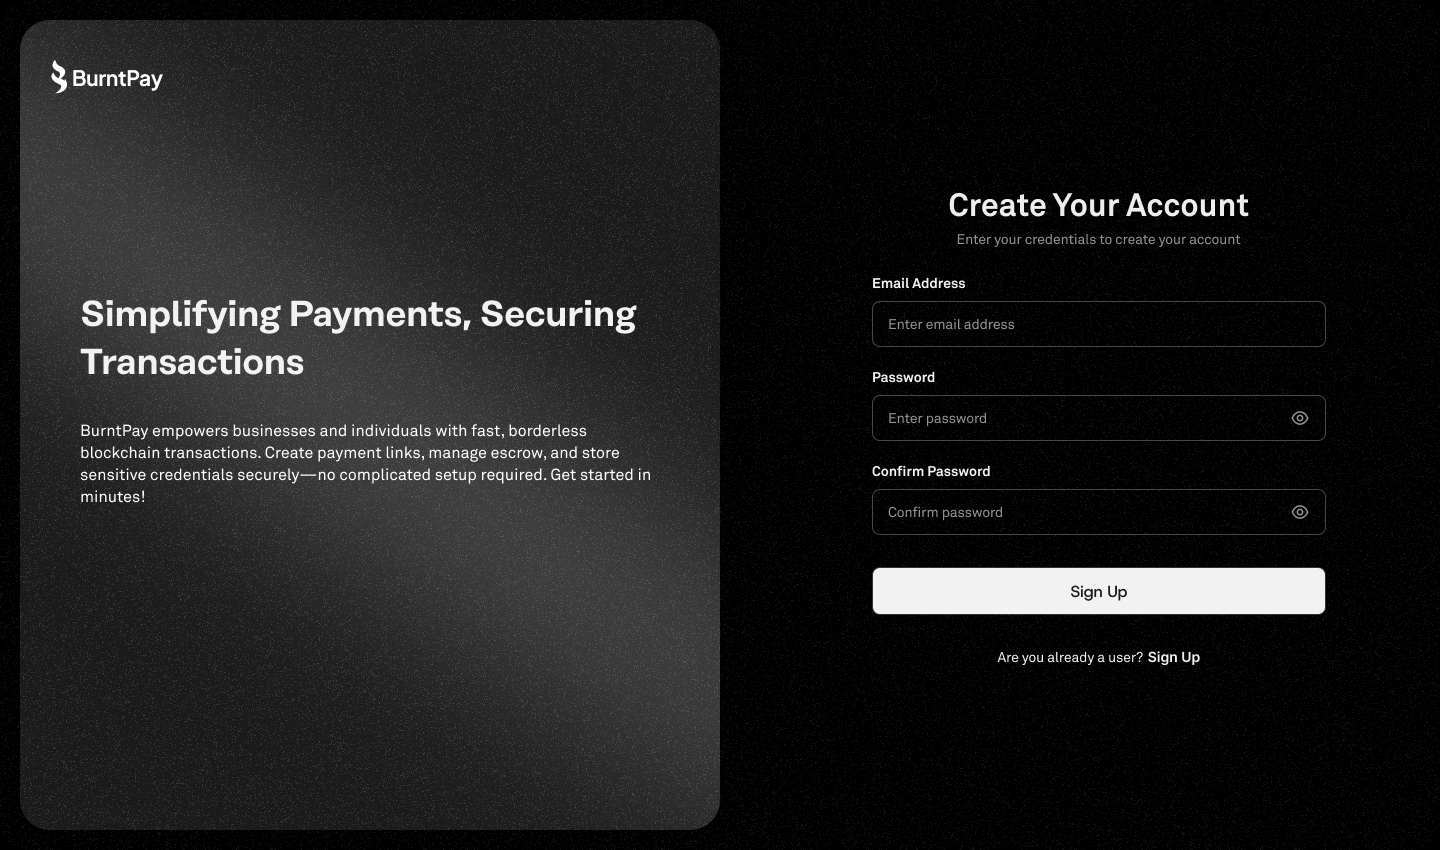 BurntPay
Simplifying Payments, Securing
Transactions
BurntPay empowers businesses and individuals with fast, borderless
blockchain transactions. Create payment links, manage escrow, and store
sensitive credentials securely—no complicated setup required. Get started in
minutes!
Create Your Account
Enter your credentials to create your account
Email Address
Enter email address
Password
Enter password
Confirm Password
Confirm password
Sign Up
Are you already a user? Sign Up